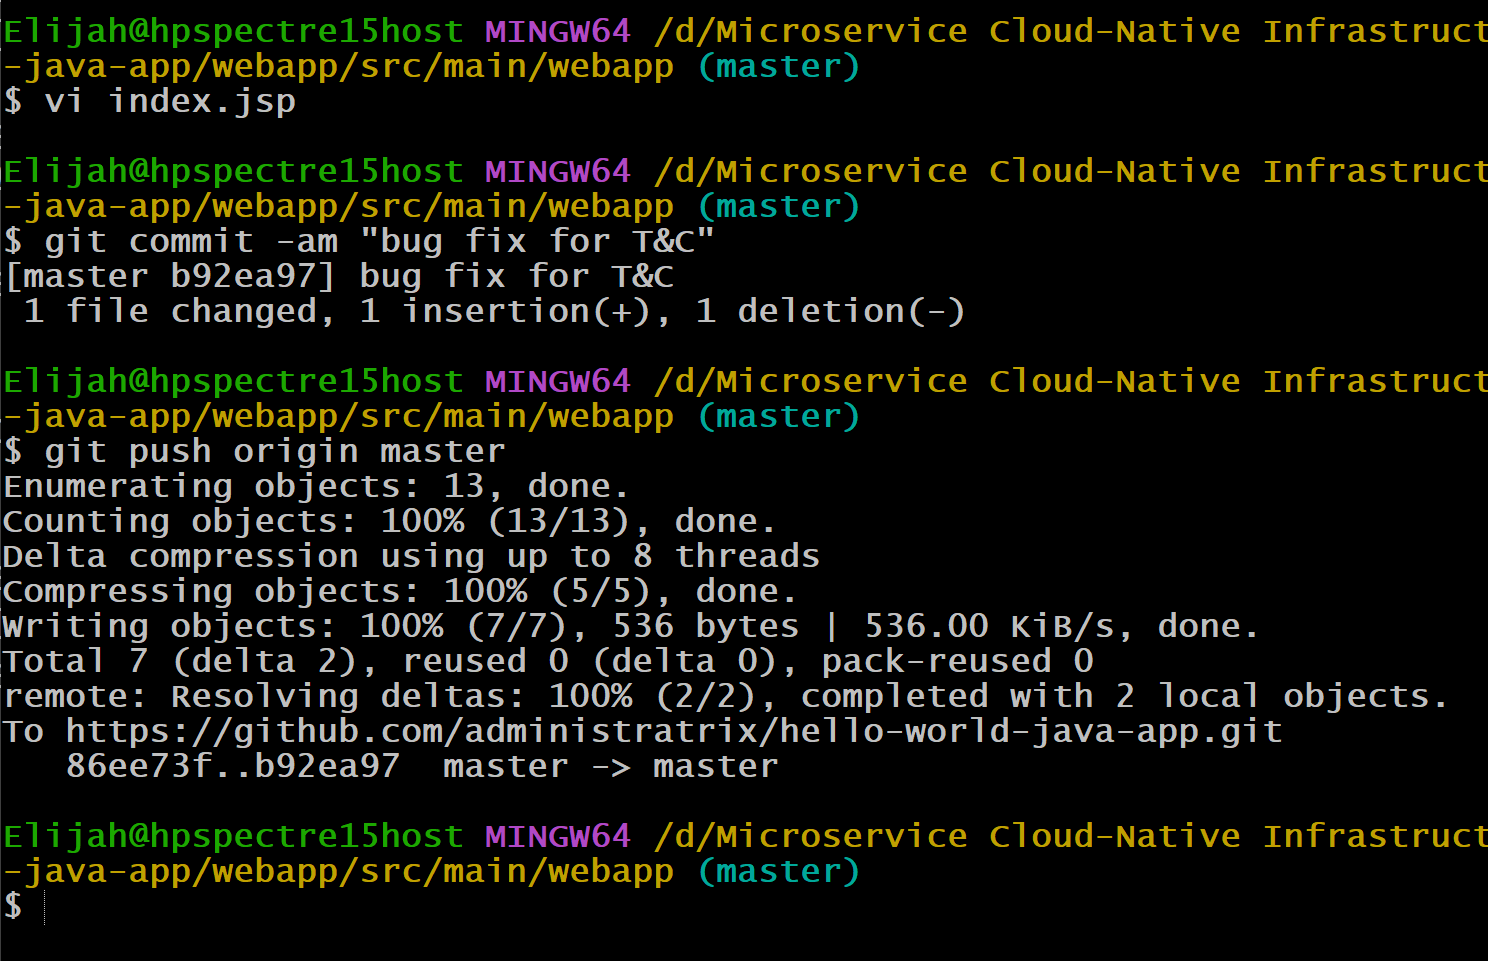 Elijah@hpspectre15host MINGW64 /d/Microservice Cloud-Native Infrastruct
-java-app/webapp/src/main/webapp (master)
$ vi index.jsp
Elijah@hpspectre15host MINGW64 /d/Microservice Cloud-Native Infrastruct
-java-app/webapp/src/main/webapp (master)
$ git commit -am "bug fix for T&C"
[master b92ea97] bug fix for T&C
 1 file changed, 1 insertion(+), 1 deletion(-)
Elijah@hpspectre15host MINGW64 /d/Microservice Cloud-Native Infrastruct
-java-app/webapp/src/main/webapp (master)
$ git push origin master
Enumerating objects: 13, done.
Counting objects: 100% (13/13), done.
Delta compression using up to 8 threads
Compressing objects: 100% (5/5), done.
Writing objects: 100% (7/7), 536 bytes | 536.00 KiB/s, done.
Total 7 (delta 2), reused 0 (delta 0), pack-reused 0
remote: Resolving deltas: 100% (2/2), completed with 2 local objects.
To https://github.com/administratrix/hello-world-java-app.git
   86ee73f..b92ea97  master -> master
Elijah@hpspectre15host MINGW64 /d/Microservice Cloud-Native Infrastruct
-java-app/webapp/src/main/webapp (master)
$